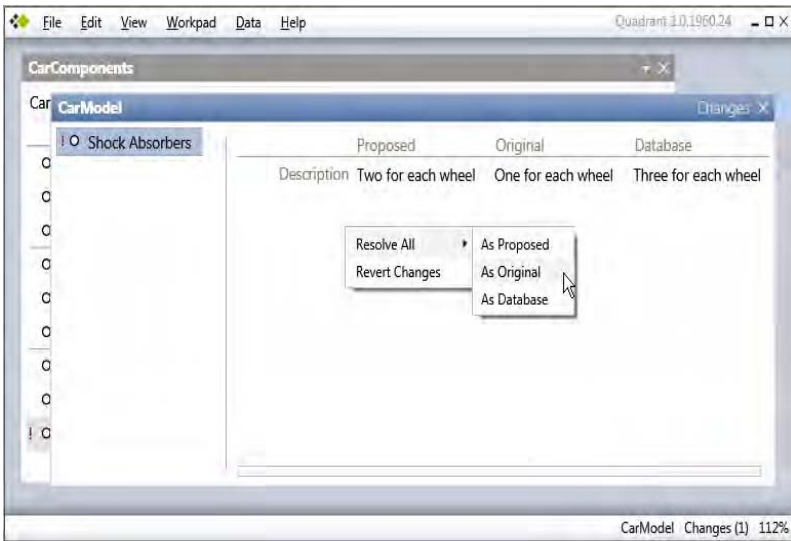 File Edit View Workpad Data Help Quadrant 3.0.1960.24
CarComponents
Car
CarModel Changes
! O Shock Absorbers
Proposed Original Database
Description Two for each wheel One for each wheel Three for each wheel
Resolve All As Proposed
Revert Changes As Original
As Database
CarModel Changes (1) 112%